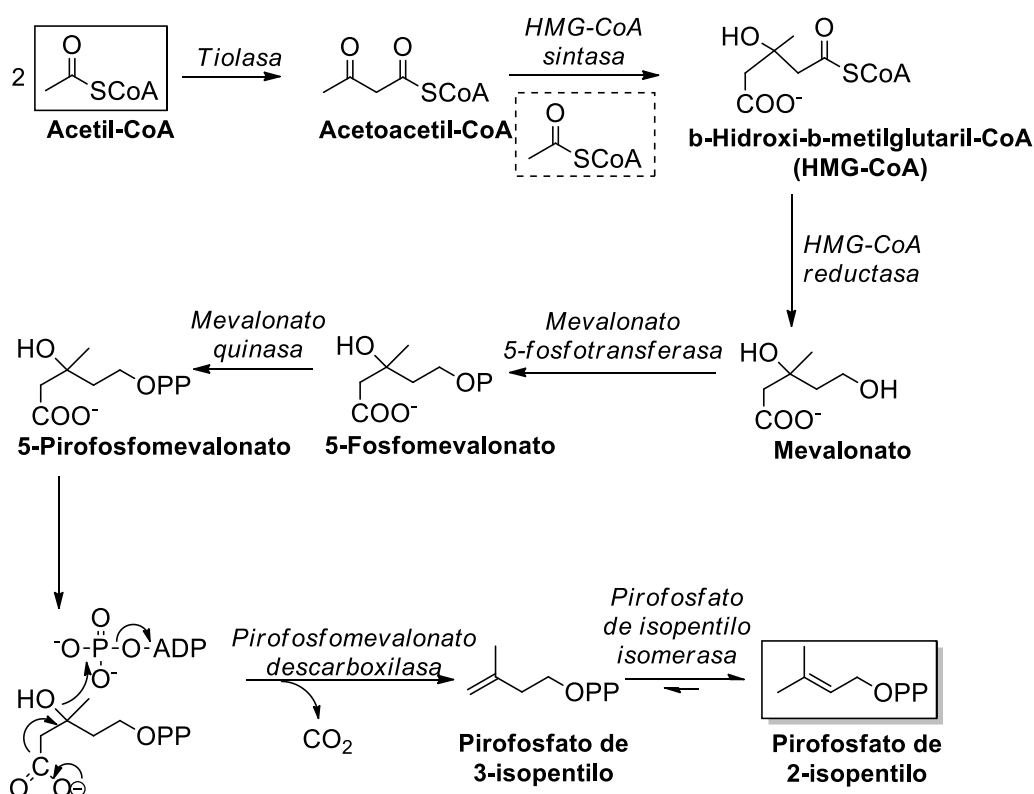 2
O
SCoA
Acetil-CoA
Tiolasa
O O
SCoA
Acetoacetil-CoA
HMG-CoA
sintasa
O
SCoA
HO O
SCoA
COO-
b-Hidroxi-b-metilglutaril-CoA
(HMG-CoA)
HMG-CoA
reductasa
HO
OH
COO-
Mevalonato
Mevalonato
5-fosfotransferasa
HO
OP
COO-
5-Fosfomevalonato
Mevalonato
quinasa
HO
OPP
COO-
5-Pirofosfomevalonato
O
-O-P-O-ADP
O-
HO
OPP
C
O O⊖
Pirofosfomevalonato
descarboxilasa
CO2
OPP
Pirofosfato de
3-isopentilo
Pirofosfato
de isopentilo
isomerasa
OPP
Pirofosfato de
2-isopentilo